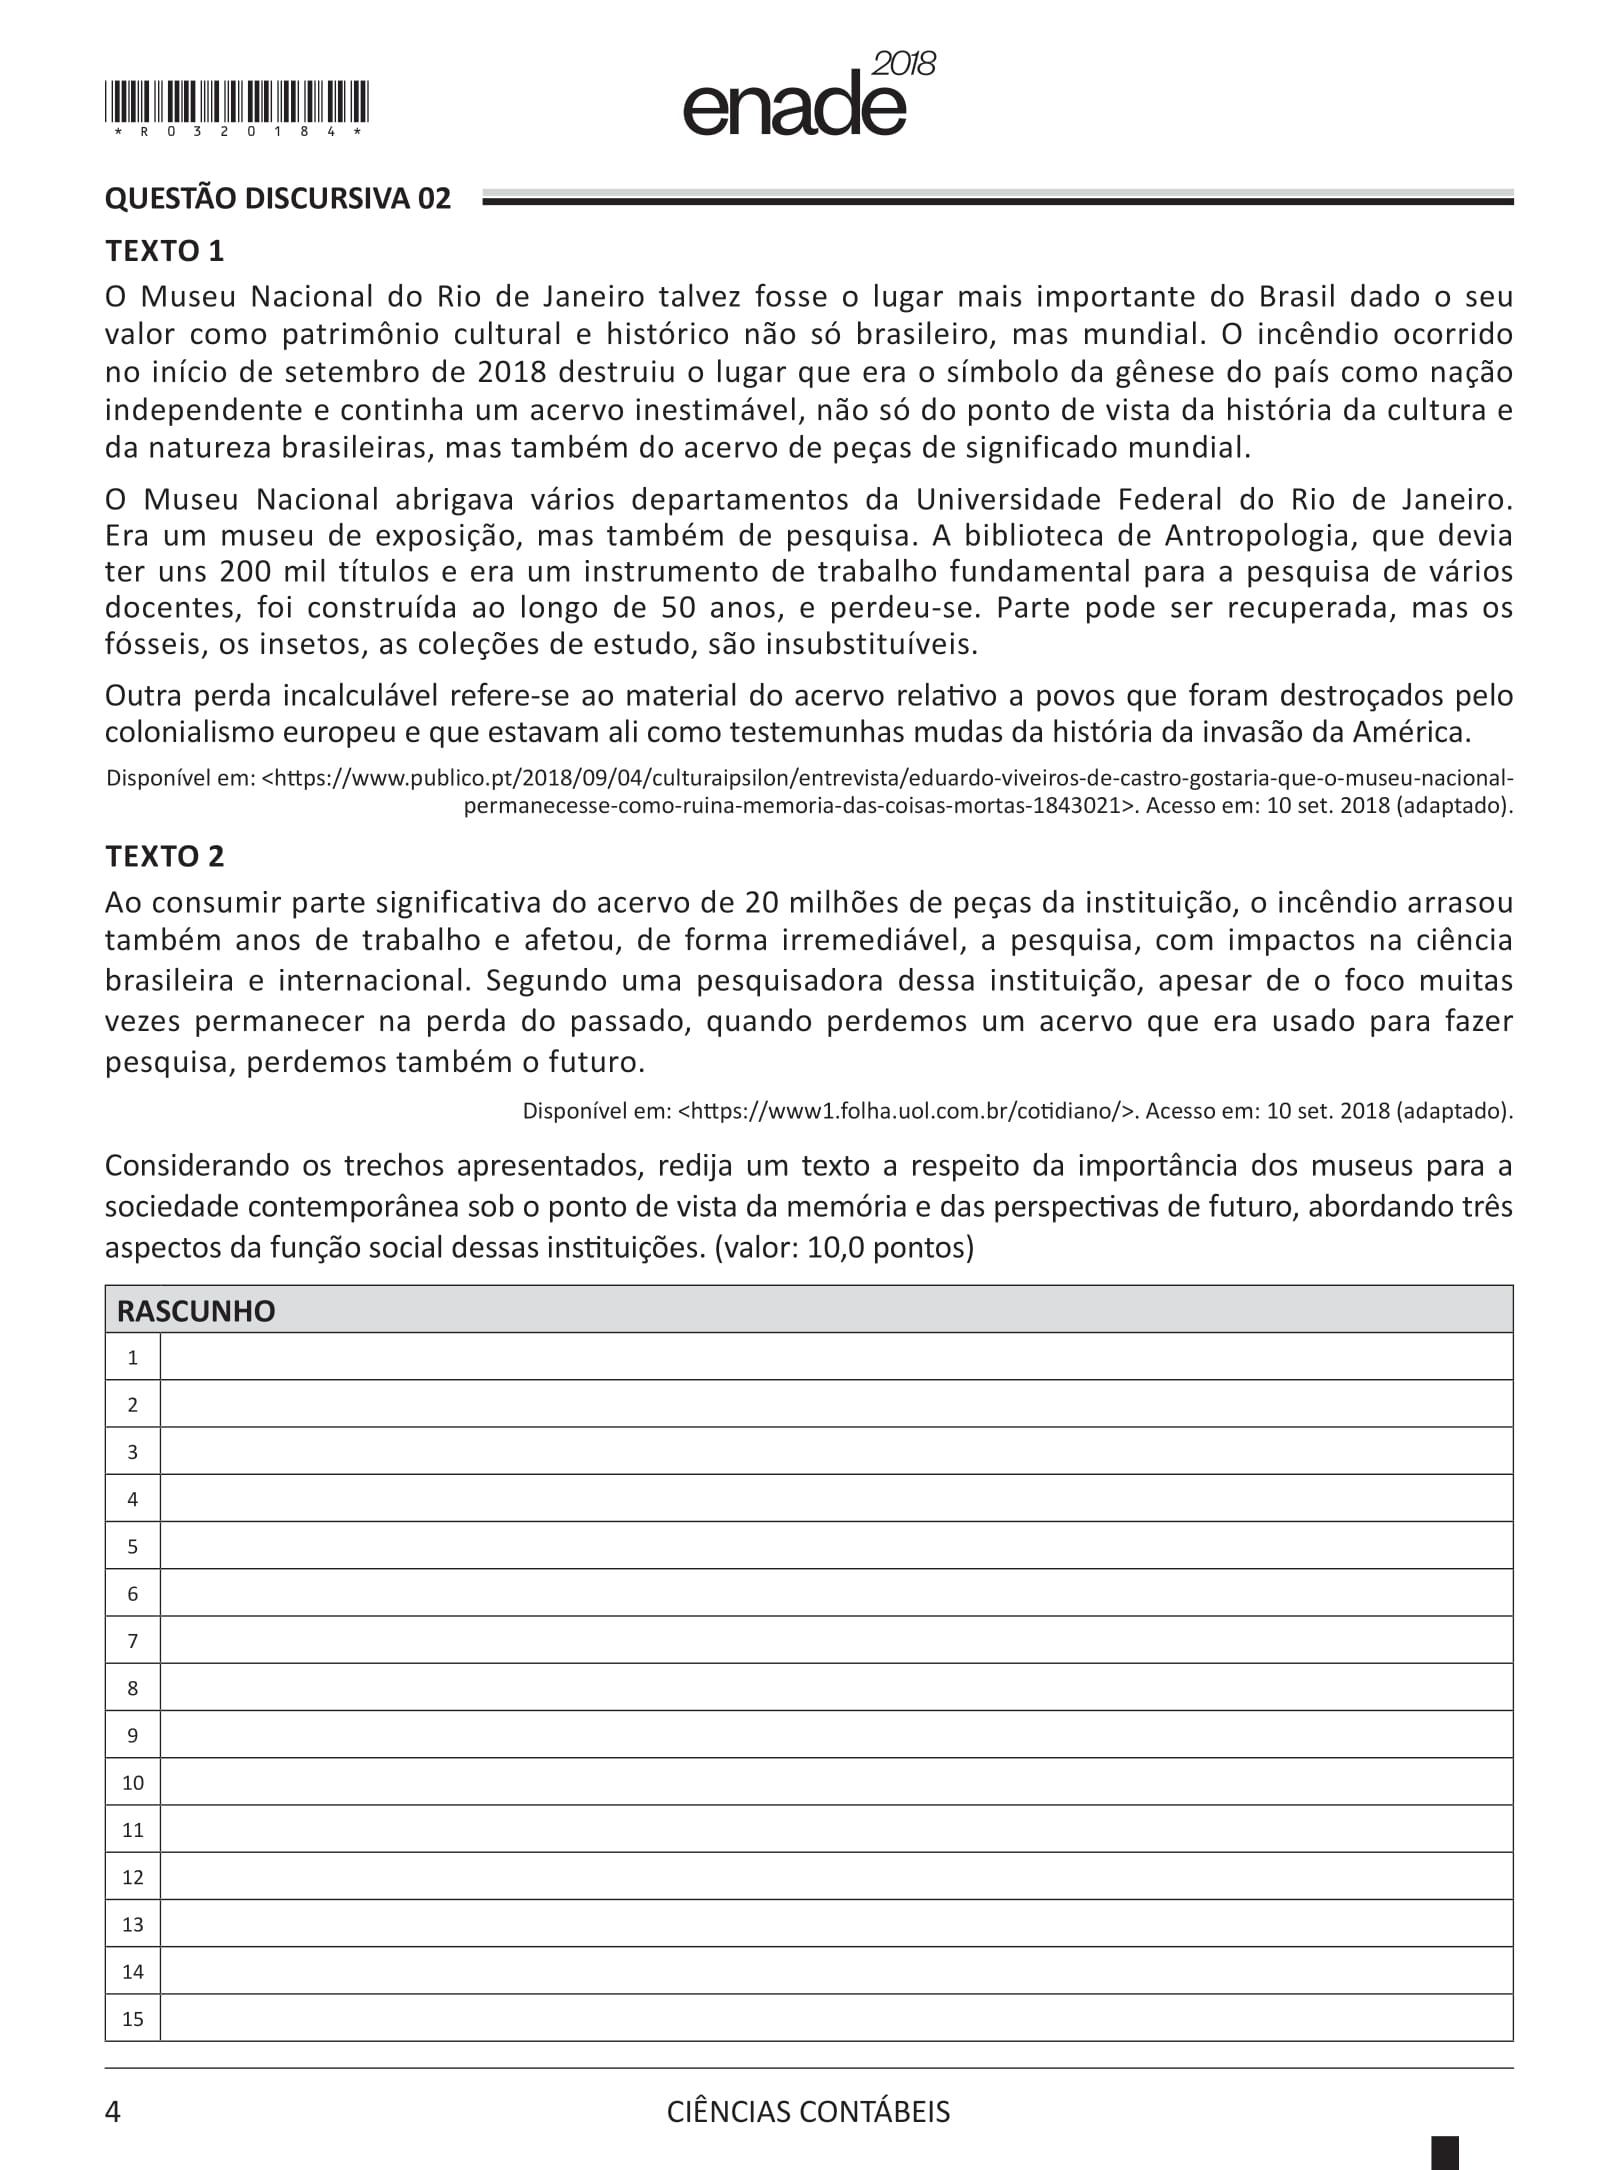 * R 0 3 2 0 1 8 4 *
enade 2018
QUESTÃO DISCURSIVA 02
TEXTO 1
O Museu Nacional do Rio de Janeiro talvez fosse o lugar mais importante do Brasil dado o seu
valor como patrimônio cultural e histórico não só brasileiro, mas mundial. O incêndio ocorrido
no início de setembro de 2018 destruiu o lugar que era o símbolo da gênese do país como nação
independente e continha um acervo inestimável, não só do ponto de vista da história da cultura e
da natureza brasileiras, mas também do acervo de peças de significado mundial.
O Museu Nacional abrigava vários departamentos da Universidade Federal do Rio de Janeiro.
Era um museu de exposição, mas também de pesquisa. A biblioteca de Antropologia, que devia
ter uns 200 mil títulos e era um instrumento de trabalho fundamental para a pesquisa de vários
docentes, foi construída ao longo de 50 anos, e perdeu-se. Parte pode ser recuperada, mas os
fósseis, os insetos, as coleções de estudo, são insubstituíveis.
Outra perda incalculável refere-se ao material do acervo relativo a povos que foram destroçados pelo
colonialismo europeu e que estavam ali como testemunhas mudas da história da invasão da América.
Disponível em: <https://www.publico.pt/2018/09/04/culturaipsilon/entrevista/eduardo-viveiros-de-castro-gostaria-que-o-museu-nacional-
permanecesse-como-ruina-memoria-das-coisas-mortas-1843021>. Acesso em: 10 set. 2018 (adaptado).
TEXTO 2
Ao consumir parte significativa do acervo de 20 milhões de peças da instituição, o incêndio arrasou
também anos de trabalho e afetou, de forma irremediável, a pesquisa, com impactos na ciência
brasileira e internacional. Segundo uma pesquisadora dessa instituição, apesar de o foco muitas
vezes permanecer na perda do passado, quando perdemos um acervo que era usado para fazer
pesquisa, perdemos também o futuro.
Disponível em: <https://www1.folha.uol.com.br/cotidiano/>. Acesso em: 10 set. 2018 (adaptado).
Considerando os trechos apresentados, redija um texto a respeito da importância dos museus para a
sociedade contemporânea sob o ponto de vista da memória e das perspectivas de futuro, abordando três
aspectos da função social dessas instituições. (valor: 10,0 pontos)
RASCUNHO
1
2
3
4
5
6
7
8
9
10
11
12
13
14
15
4
CIÊNCIAS CONTÁBEIS